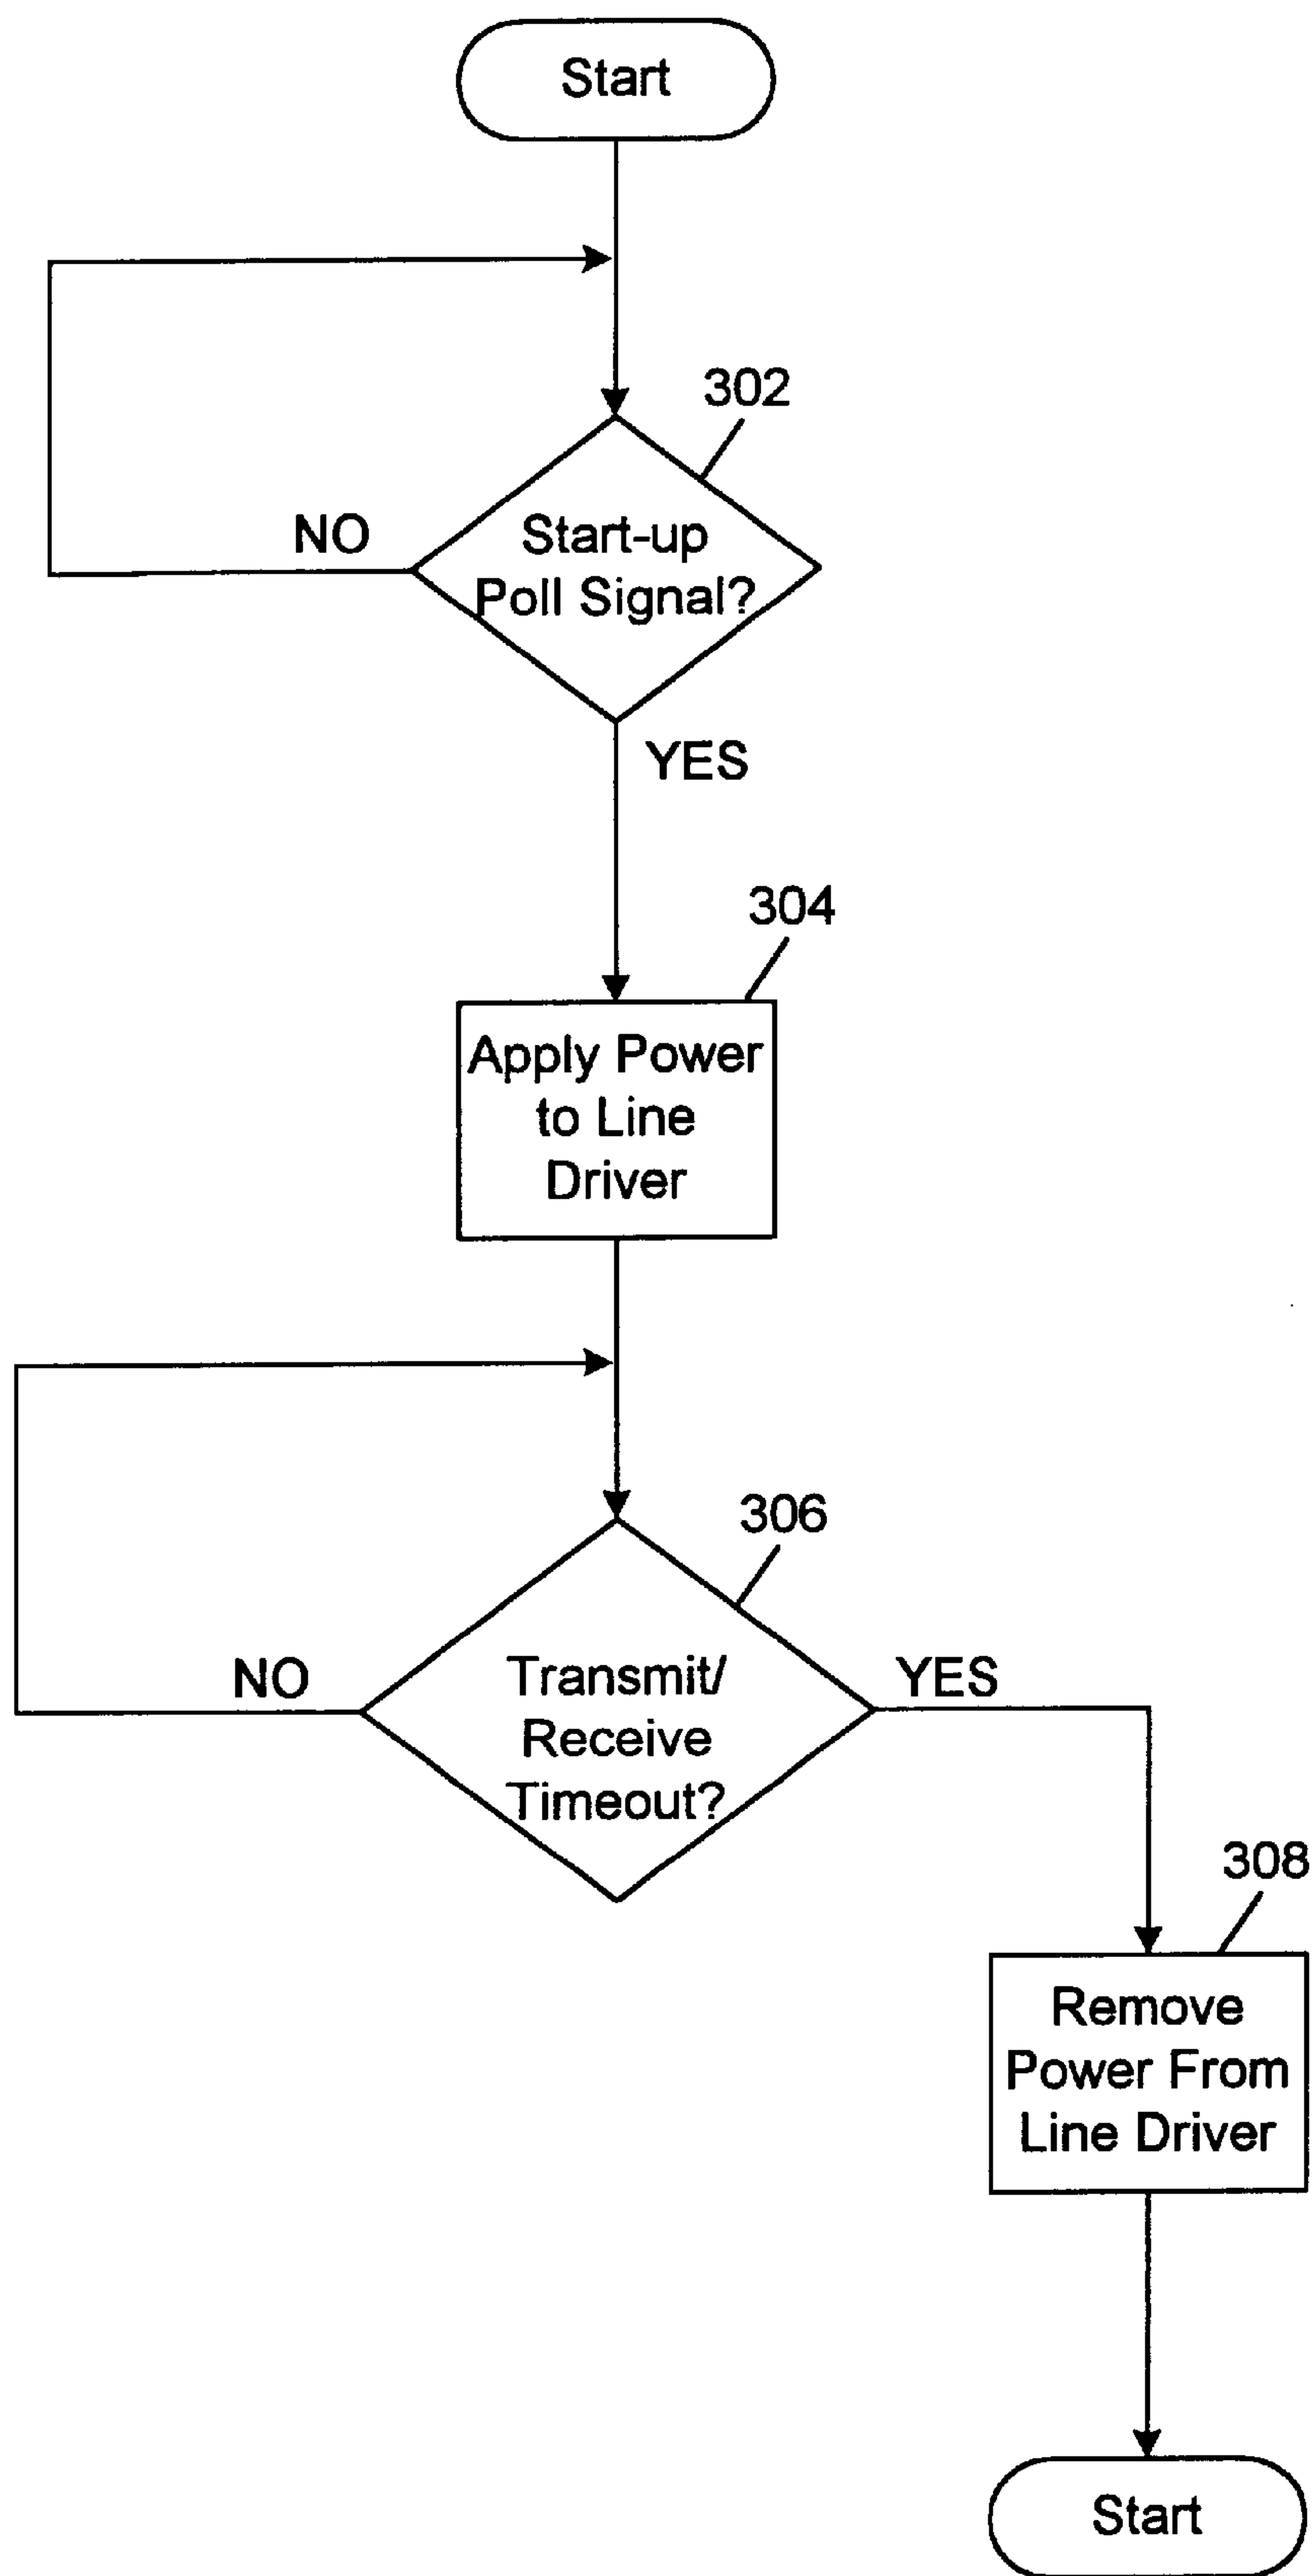 Start
302
NO
Start-up
Poll Signal?
YES
304
Apply Power
to Line
Driver
306
NO
Transmit/
Receive
Timeout?
YES
308
Remove
Power From
Line Driver
Start